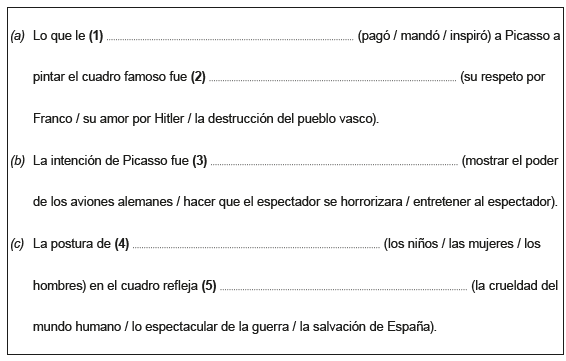 (a) Lo que le (1) ........................................................................ (pagó / mandó / inspiró) a Picasso a
pintar el cuadro famoso fue (2) ........................................................................ (su respeto por
Franco / su amor por Hitler / la destrucción del pueblo vasco).
(b) La intención de Picasso fue (3) ........................................................................ (mostrar el poder
de los aviones alemanes / hacer que el espectador se horrorizara / entretener al espectador).
(c) La postura de (4) ........................................................................ (los niños / las mujeres / los
hombres) en el cuadro refleja (5) ........................................................................ (la crueldad del
mundo humano / lo espectacular de la guerra / la salvación de España).